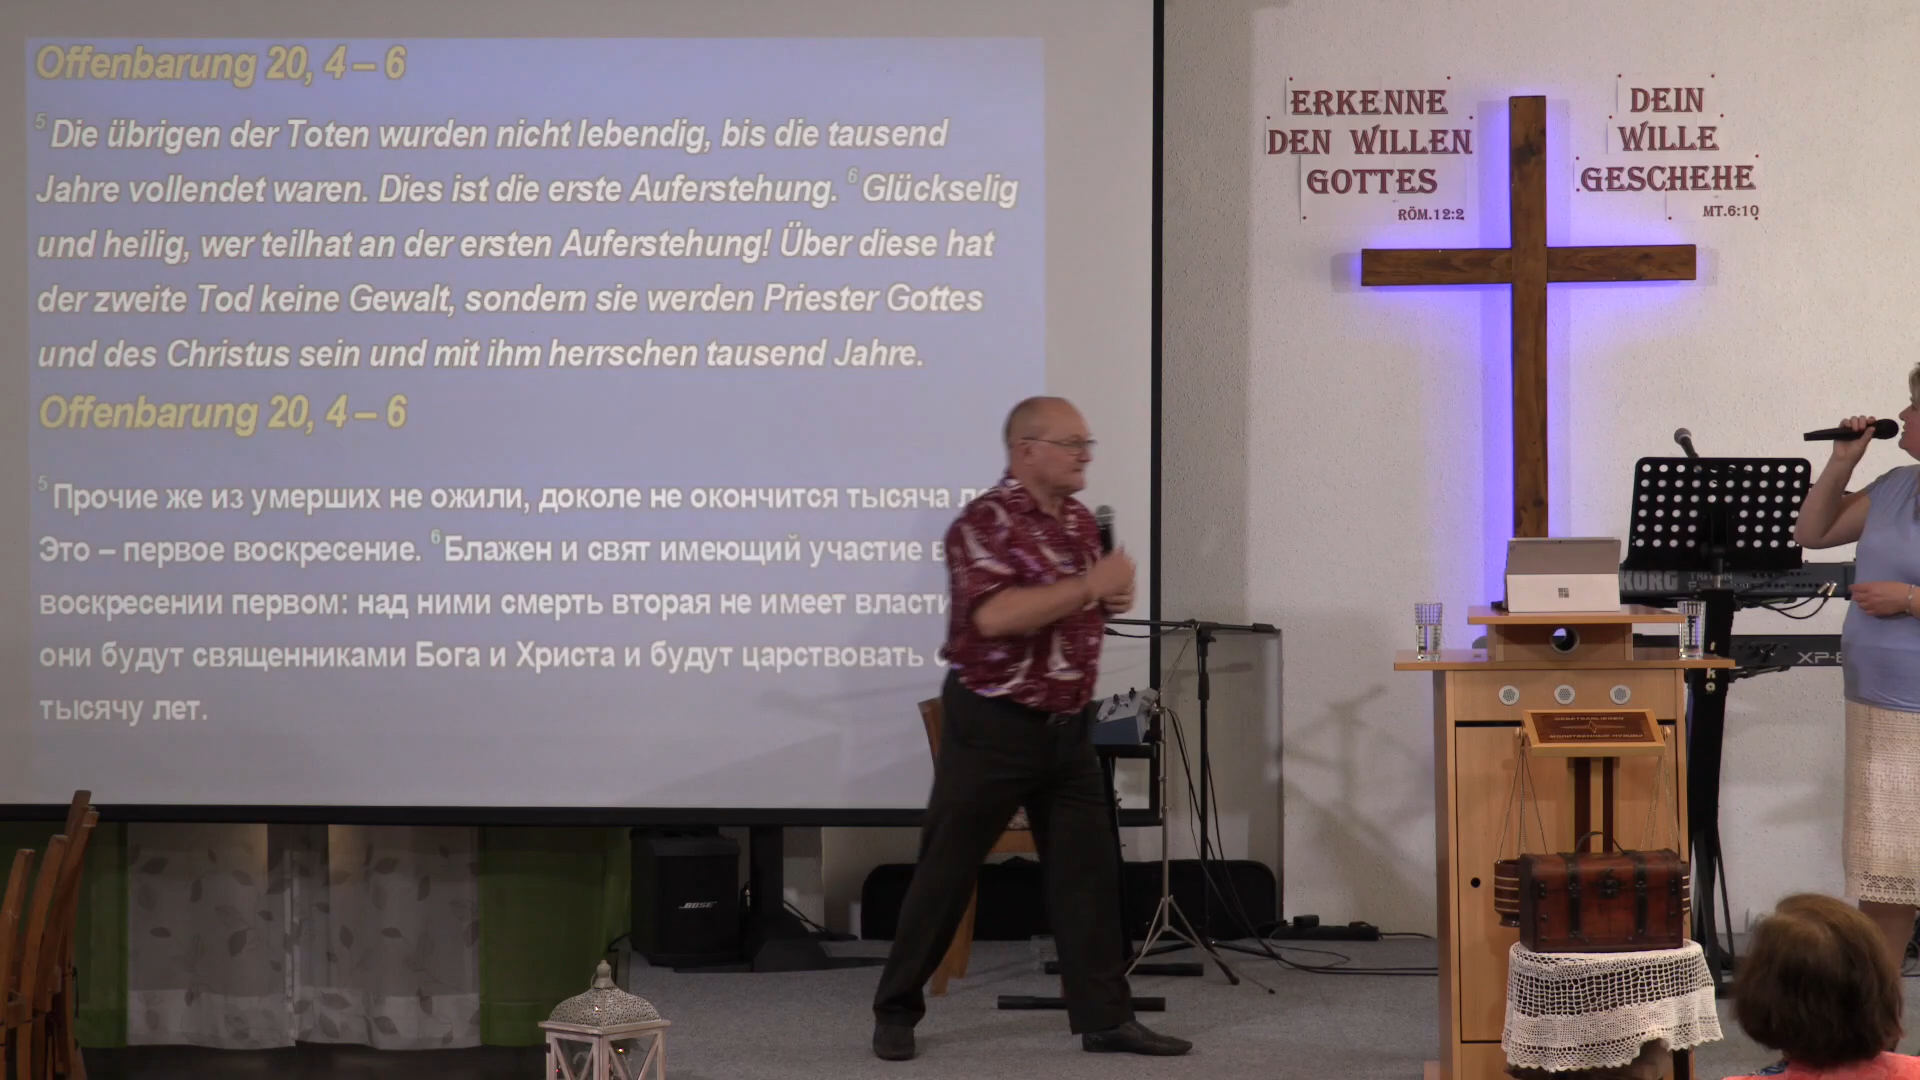 Offenbarung 20, 4 – 6
5 Die übrigen der Toten wurden nicht lebendig, bis die tausend
Jahre vollendet waren. Dies ist die erste Auferstehung. 6 Glückselig
und heilig, wer teilhat an der ersten Auferstehung! Über diese hat
der zweite Tod keine Gewalt, sondern sie werden Priester Gottes
und des Christus sein und mit ihm herrschen tausend Jahre.
Offenbarung 20, 4 – 6
5 Прочие же из умерших не ожили, доколе не окончится тысяча
Это – первое воскресение. 6 Блажен и свят имеющий участие в
воскресении первом: над ними смерть вторая не имеет власти
они будут священниками Бога и Христа и будут царствовать
тысячу лет.
ERKENNE
DEN WILLEN
GOTTES
RÖM.12:2
DEIN
WILLE
GESCHEHE
MT.6:10
KORG
XP-
BOSE